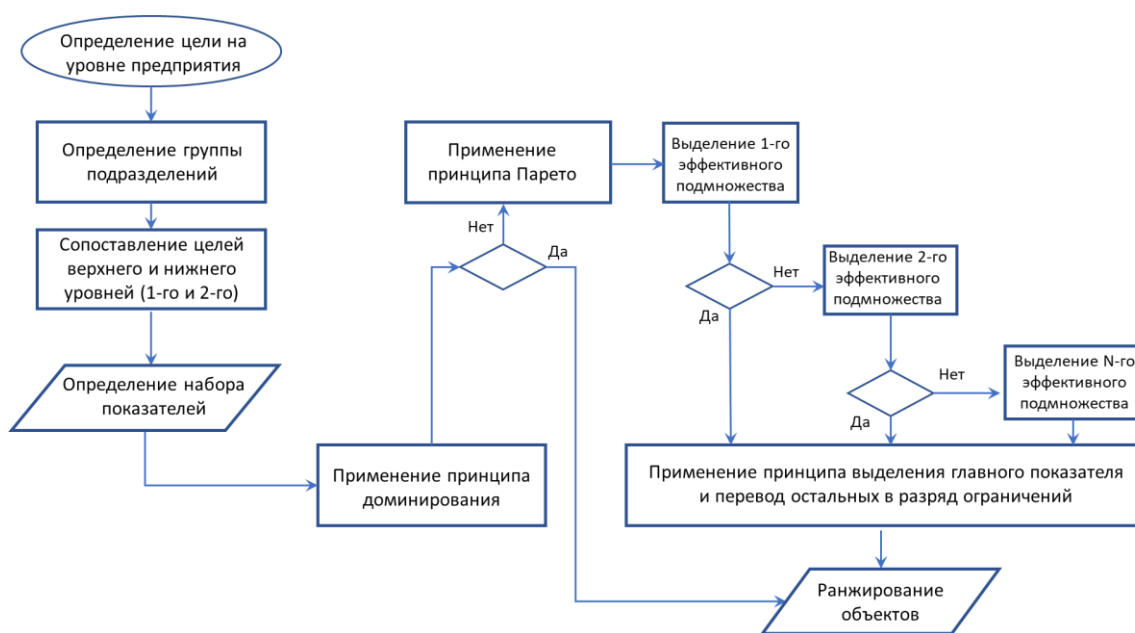 Определение цели на
уровне предприятия
Определение группы
подразделений
Сопоставление целей
верхнего и нижнего
уровней (1-го и 2-го)
Определение набора
показателей
Применение принципа
доминирования
Нет
Да
Применение
принципа Парето
Выделение 1-го
эффективного
подмножества
Нет
Да
Выделение 2-го
эффективного
подмножества
Нет
Да
Выделение N-го
эффективного
подмножества
Применение принципа выделения главного показателя
и перевод остальных в разряд ограничений
Ранжирование
объектов